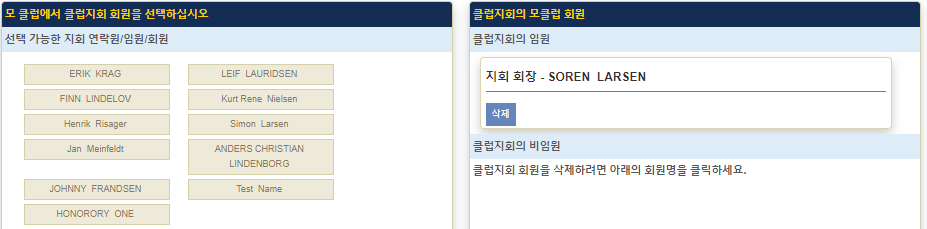 모 클럽에서 클럽지회 회원을 선택하십시오
선택 가능한 지회 연락원/임원/회원
ERIK KRAG
LEIF LAURIDSEN
FINN LINDELOV
Kurt Rene Nielsen
Henrik Risager
Simon Larsen
Jan Meinfeldt
ANDERS CHRISTIAN
LINDENBORG
JOHNNY FRANDSEN
Test Name
HONORORY ONE
클럽지회의 모클럽 회원
클럽지회의 임원
지회 회장 - SOREN LARSEN
삭제
클럽지회의 비임원
클럽지회 회원을 삭제하려면 아래의 회원명을 클릭하세요.